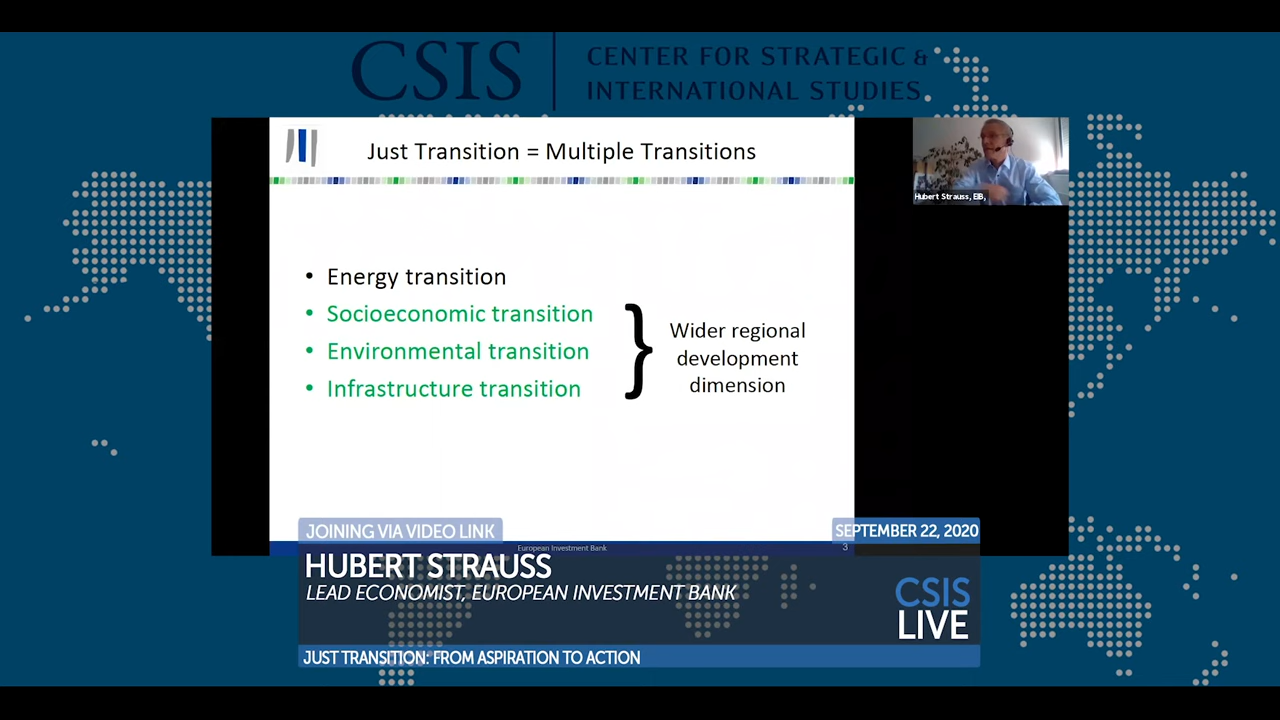 CSIS
CENTER FOR STRATEGIC &
INTERNATIONAL STUDIES
Just Transition = Multiple Transitions
Hubert Strauss, EIB,
• Energy transition
• Socioeconomic transition
• Environmental transition
• Infrastructure transition
}
Wider regional
development
dimension
JOINING VIA VIDEO LINK
SEPTEMBER 22, 2020
European Investment Bank
3
HUBERT STRAUSS
LEAD ECONOMIST, EUROPEAN INVESTMENT BANK
CSIS
LIVE
JUST TRANSITION: FROM ASPIRATION TO ACTION